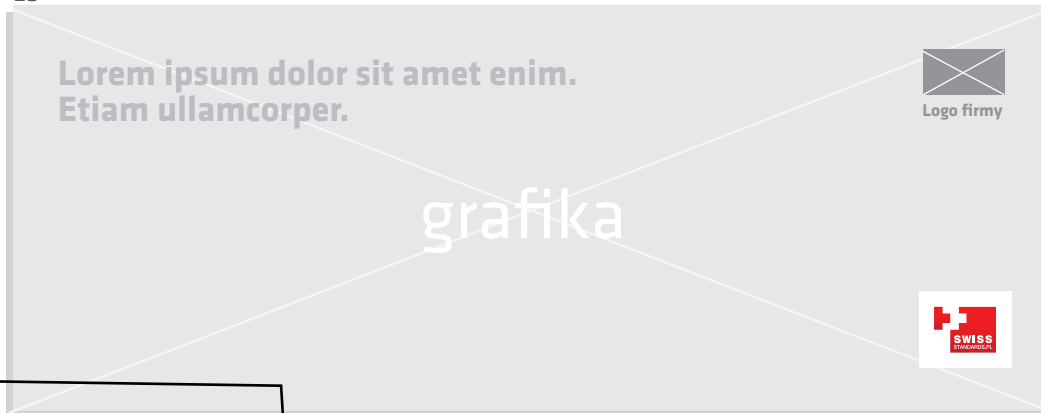 Lorem ipsum dolor sit amet enim.
Etiam ullamcorper.
Logo firmy
grafika
SWISS
STANDARDS.PL